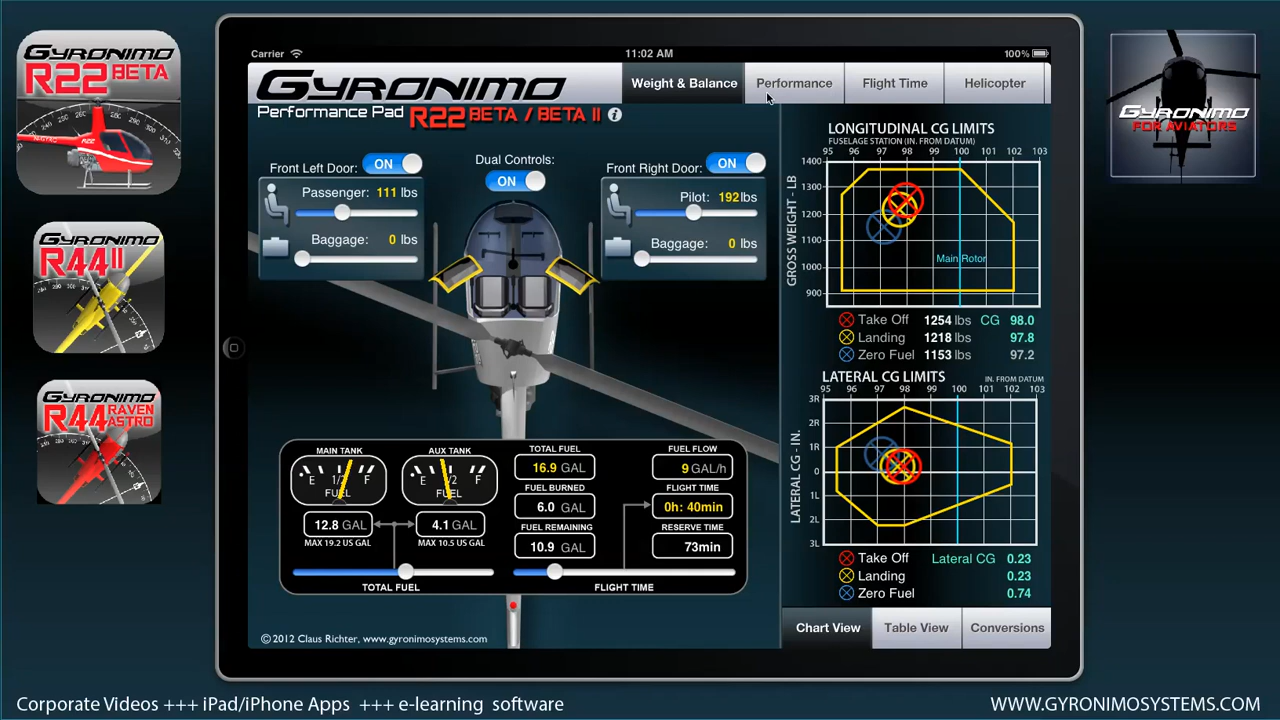 GYRONIMO
R22 BETA
GYRONIMO
R44 II
GYRONIMO
R44 RAVEN
ASTRO
Carrier
11:02 AM
100%
GYRONIMO
Performance Pad R22 BETA / BETA II i
Weight & Balance
Performance
Flight Time
Helicopter
GYRONIMO
FOR AVIATORS
Front Left Door: ON
Dual Controls:
ON
Front Right Door: ON
Passenger: 111 lbs
Baggage: 0 lbs
Pilot: 192 lbs
Baggage: 0 lbs
LONGITUDINAL CG LIMITS
FUSELAGE STATION (IN. FROM DATUM)
95 96 97 98 99 100 101 102 103
GROSS WEIGHT - LB
1400
1300
1200
1100
1000
900
Main Rotor
Take Off 1254 lbs CG 98.0
Landing 1218 lbs 97.8
Zero Fuel 1153 lbs 97.2
LATERAL CG LIMITS
IN. FROM DATUM
95 96 97 98 99 100 101 102 103
LATERAL CG - IN.
3R
2R
1R
0
1L
2L
3L
Take Off Lateral CG 0.23
Landing 0.23
Zero Fuel 0.74
MAIN TANK
E 1/2 F
FUEL
12.8 GAL
MAX 19.2 US GAL
AUX TANK
E 1/2 F
FUEL
4.1 GAL
MAX 10.5 US GAL
TOTAL FUEL
TOTAL FUEL
16.9 GAL
FUEL BURNED
6.0 GAL
FUEL REMAINING
10.9 GAL
FUEL FLOW
9 GAL/h
FLIGHT TIME
0h: 40min
RESERVE TIME
73min
FLIGHT TIME
©2012 Claus Richter, www.gyronimosystems.com
Chart View
Table View
Conversions
Corporate Videos +++ iPad/iPhone Apps +++ e-learning software
WWW.GYRONIMOSYSTEMS.COM